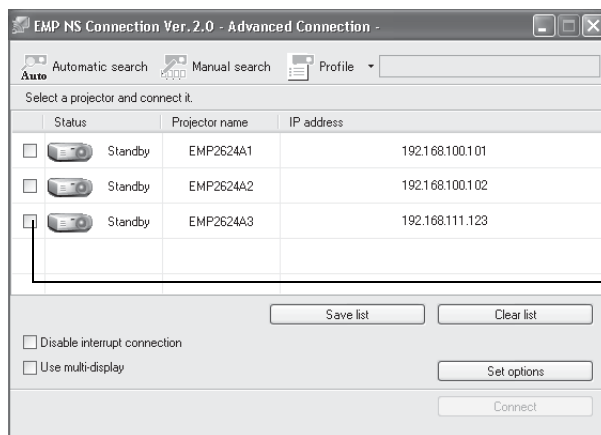 EMP NS Connection Ver.2.0 - Advanced Connection -
Auto Automatic search Manual search Profile
Select a projector and connect it.
Status Projector name IP address
Standby EMP2624A1 192.168.100.101
Standby EMP2624A2 192.168.100.102
Standby EMP2624A3 192.168.111.123
Save list Clear list
Disable interrupt connection
Use multi-display
Set options
Connect